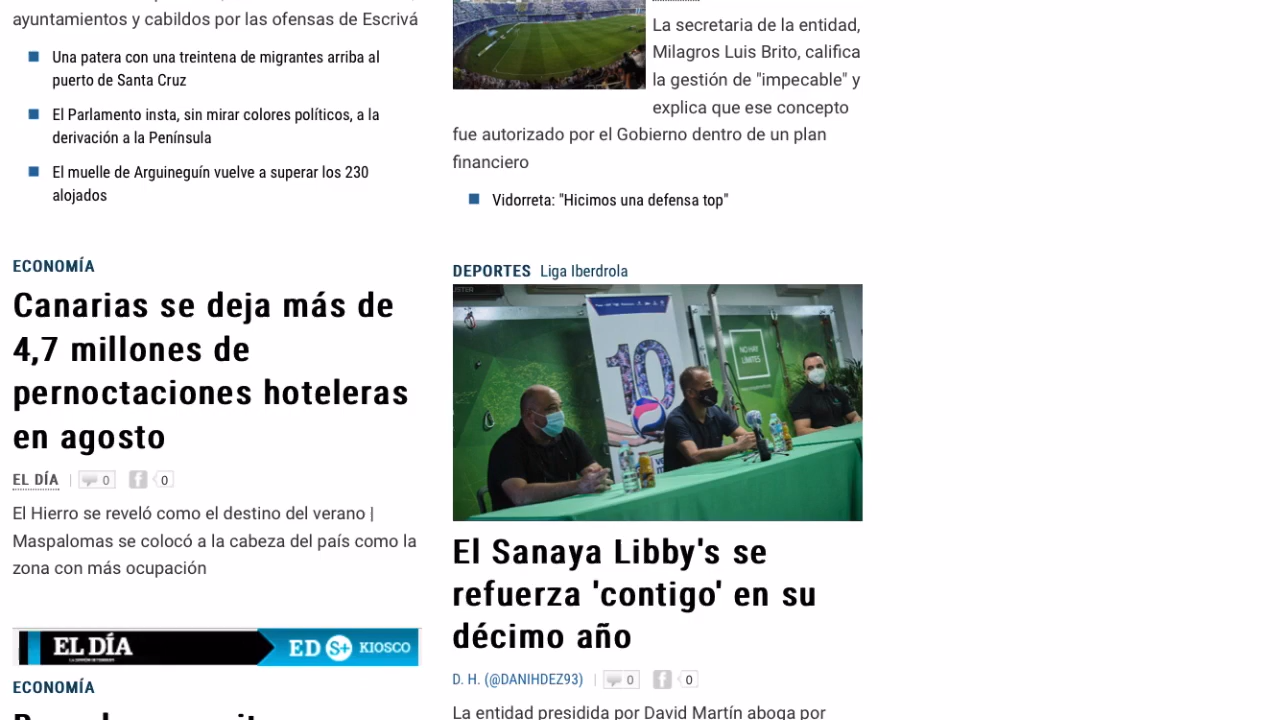 ayuntamientos y cabildos por las ofensas de Escrivá
Una patera con una treintena de migrantes arriba al
puerto de Santa Cruz
El Parlamento insta, sin mirar colores políticos, a la
derivación a la Península
El muelle de Arguineguín vuelve a superar los 230
alojados
ECONOMÍA
Canarias se deja más de
4,7 millones de
pernoctaciones hoteleras
en agosto
EL DÍA | 0 0
El Hierro se reveló como el destino del verano |
Maspalomas se colocó a la cabeza del país como la
zona con más ocupación
EL DÍA ED S+ KIOSCO
ECONOMÍA
La secretaria de la entidad,
Milagros Luis Brito, califica
la gestión de "impecable" y
explica que ese concepto
fue autorizado por el Gobierno dentro de un plan
financiero
Vidorreta: "Hicimos una defensa top"
DEPORTES Liga Iberdrola
10
NO HAY
LÍMITES
El Sanaya Libby's se
refuerza 'contigo' en su
décimo año
D. H. (@DANIHDEZ93) | 0 0
La entidad presidida por David Martín aboga por